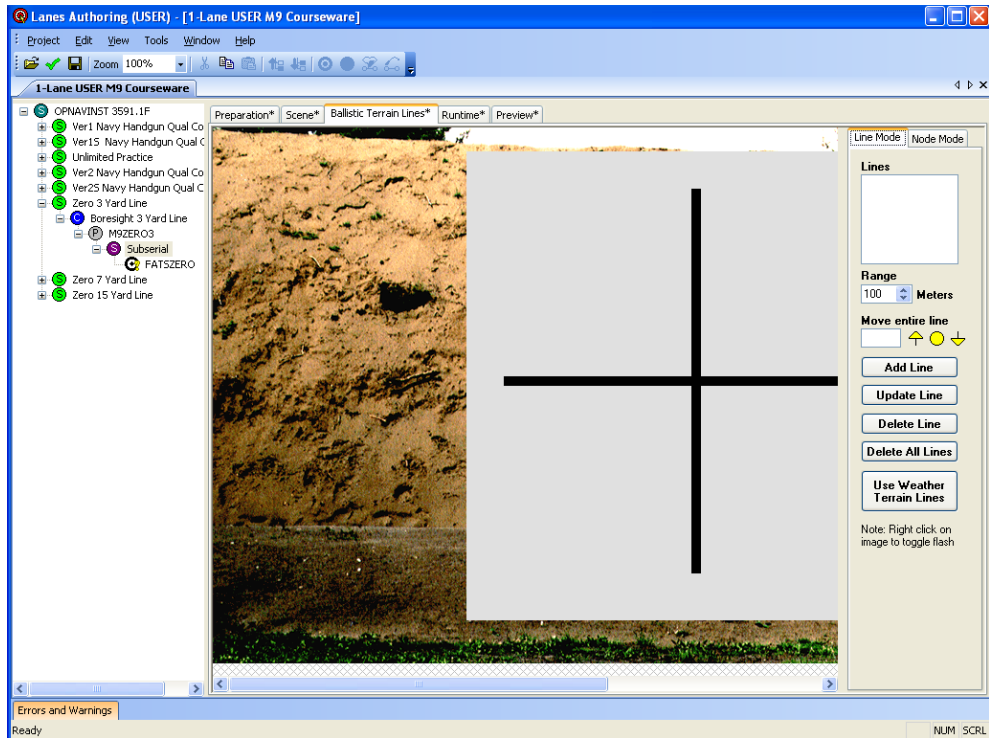 Lanes Authoring (USER) - [1-Lane USER M9 Courseware]
Project Edit View Tools Window Help
Zoom 100%
1-Lane USER M9 Courseware
OPNAVINST 3591.1F
Ver1 Navy Handgun Qual Co
Ver1S Navy Handgun Qual C
Unlimited Practice
Ver2 Navy Handgun Qual Co
Ver2S Navy Handgun Qual C
Zero 3 Yard Line
Boresight 3 Yard Line
M9ZERO3
Subserial
FATSZERO
Zero 7 Yard Line
Zero 15 Yard Line
Preparation* Scene* Ballistic Terrain Lines* Runtime* Preview*
Line Mode Node Mode
Lines
Range
100 Meters
Move entire line
Add Line
Update Line
Delete Line
Delete All Lines
Use Weather
Terrain Lines
Note: Right click on
image to toggle flash
Errors and Warnings
Ready NUM SCRL